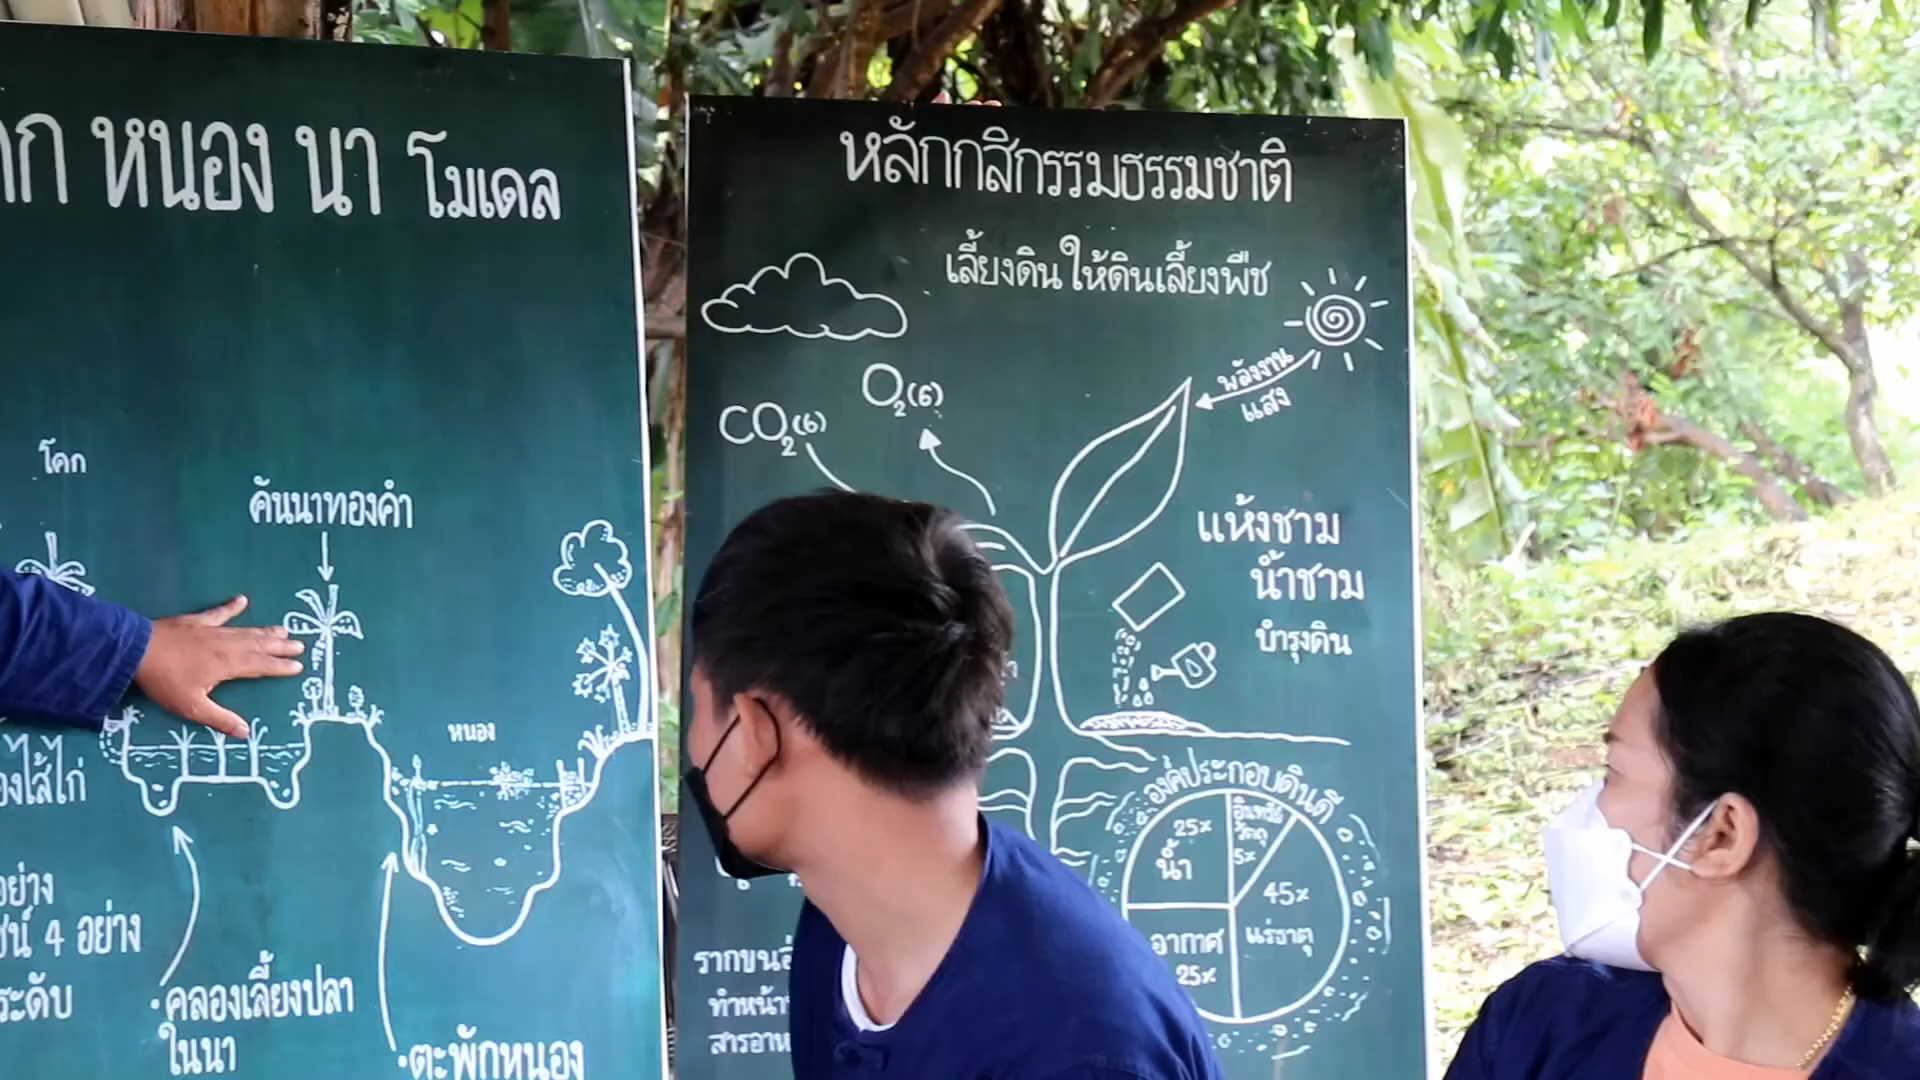 หนอง นา โมเดล
โคก
คันนาทองคำ
หนอง
อย่าง
4 อย่าง
ระดับ
·คลองเลี้ยงปลา
ในนา
·ตะพักหนอง
หลักกสิกรรมธรรมชาติ
เลี้ยงดิน ให้ดินเลี้ยงพืช
พลังงาน
แสง
O₂(6)
CO₂(6)
แห้งชาม
น้ำชาม
บำรุงดิน
องค์ประกอบดินดี
25%
น้ำ
อินทรีย์
วัตถุ
5%
45%
แร่ธาตุ
อากาศ
25%
รากขน